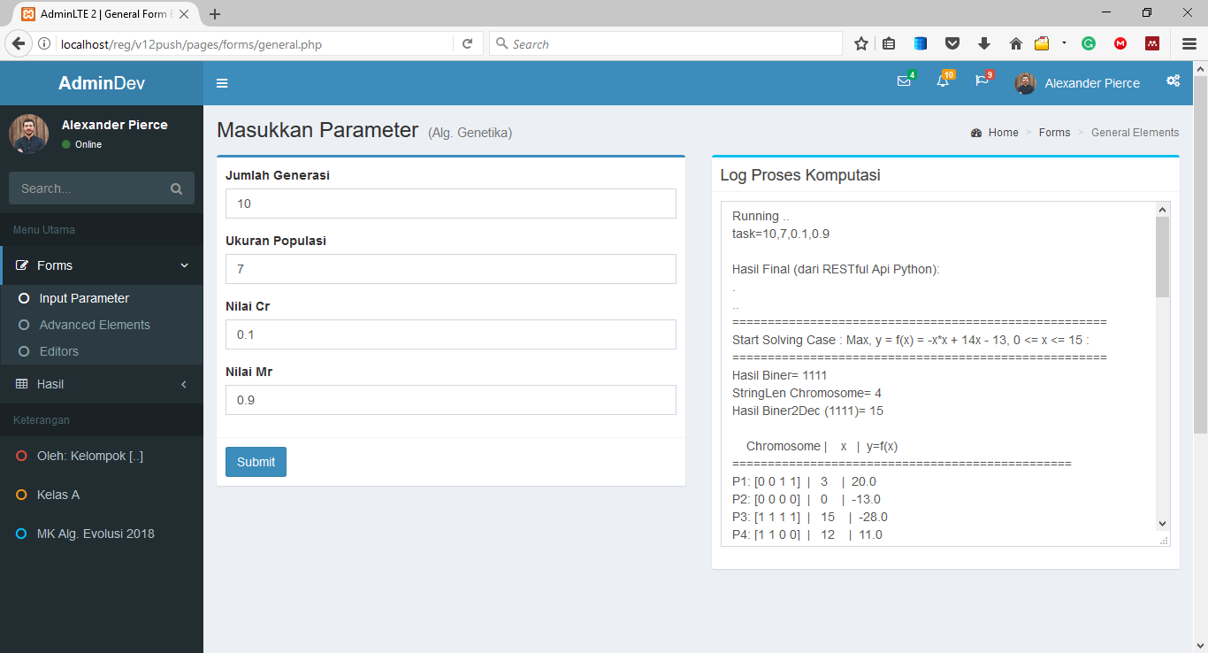 AdminLTE 2 | General Form E
localhost/reg/v12push/pages/forms/general.php
Search
AdminDev
4
10
9
Alexander Pierce
Alexander Pierce
Online
Search...
Menu Utama
Forms
Input Parameter
Advanced Elements
Editors
Hasil
Keterangan
Oleh: Kelompok [..]
Kelas A
MK Alg. Evolusi 2018
Masukkan Parameter (Alg. Genetika)
Home > Forms > General Elements
Jumlah Generasi
10
Ukuran Populasi
7
Nilai Cr
0.1
Nilai Mr
0.9
Submit
Log Proses Komputasi
Running ..
task=10,7,0.1,0.9
Hasil Final (dari RESTful Api Python):
.
..
=====================================================
Start Solving Case : Max, y = f(x) = -x*x + 14x - 13, 0 <= x <= 15 :
=====================================================
Hasil Biner= 1111
StringLen Chromosome= 4
Hasil Biner2Dec (1111)= 15
Chromosome | x | y=f(x)
================================================
P1: [0 0 1 1] | 3 | 20.0
P2: [0 0 0 0] | 0 | -13.0
P3: [1 1 1 1] | 15 | -28.0
P4: [1 1 0 0] | 12 | 11.0